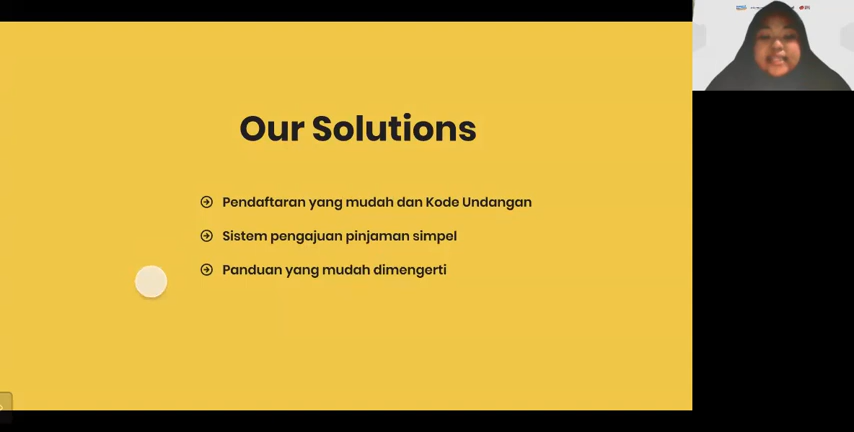 Our Solutions
Pendaftaran yang mudah dan Kode Undangan
Sistem pengajuan pinjaman simpel
Panduan yang mudah dimengerti